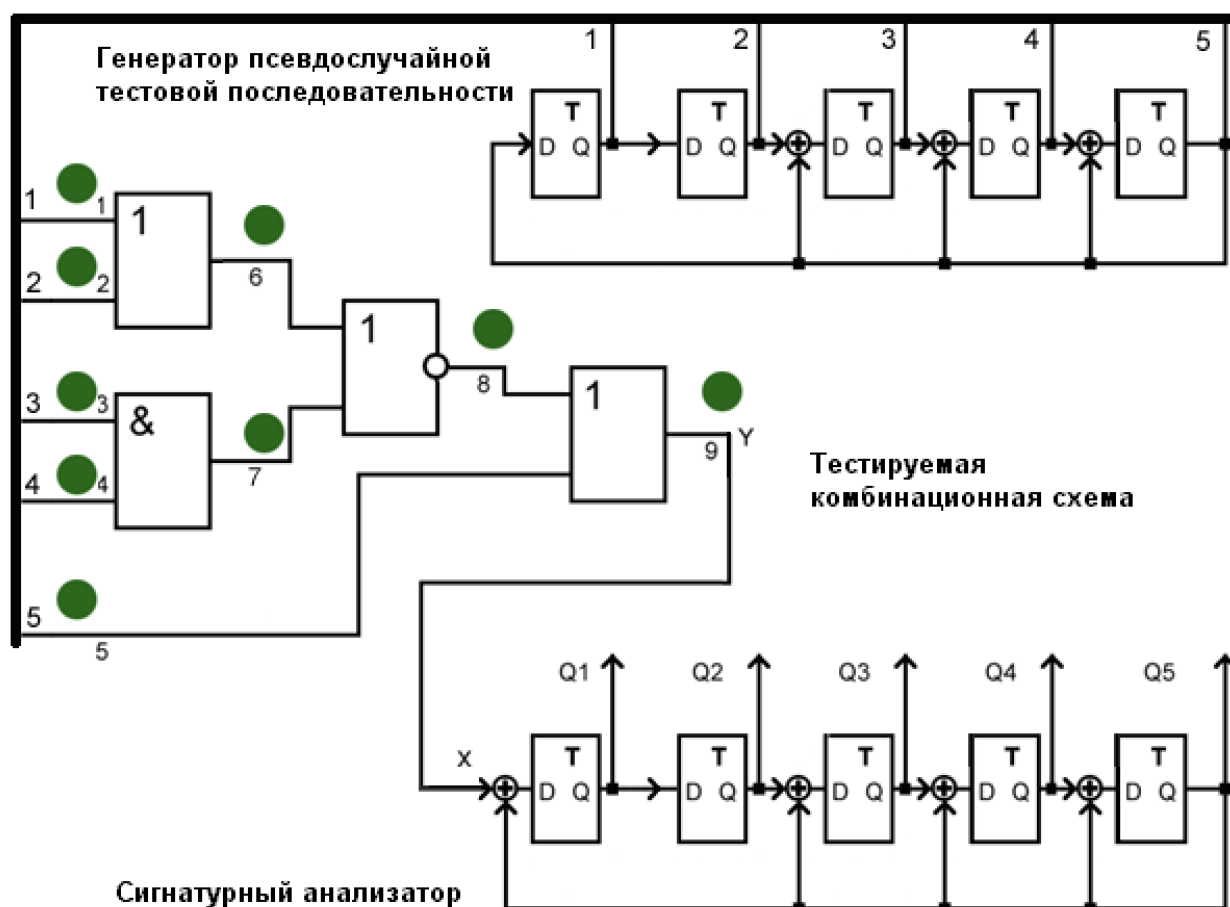 Генератор псевдослучайной
тестовой последовательности
1 2 3 4 5
T T T T T
D Q D Q D Q D Q D Q
1 1 1
2 2
6
1
3 3 &
4 4
7
8
1
9 Y
5
5
Тестируемая
комбинационная схема
Q1 Q2 Q3 Q4 Q5
X
T T T T T
D Q D Q D Q D Q D Q
Сигнатурный анализатор